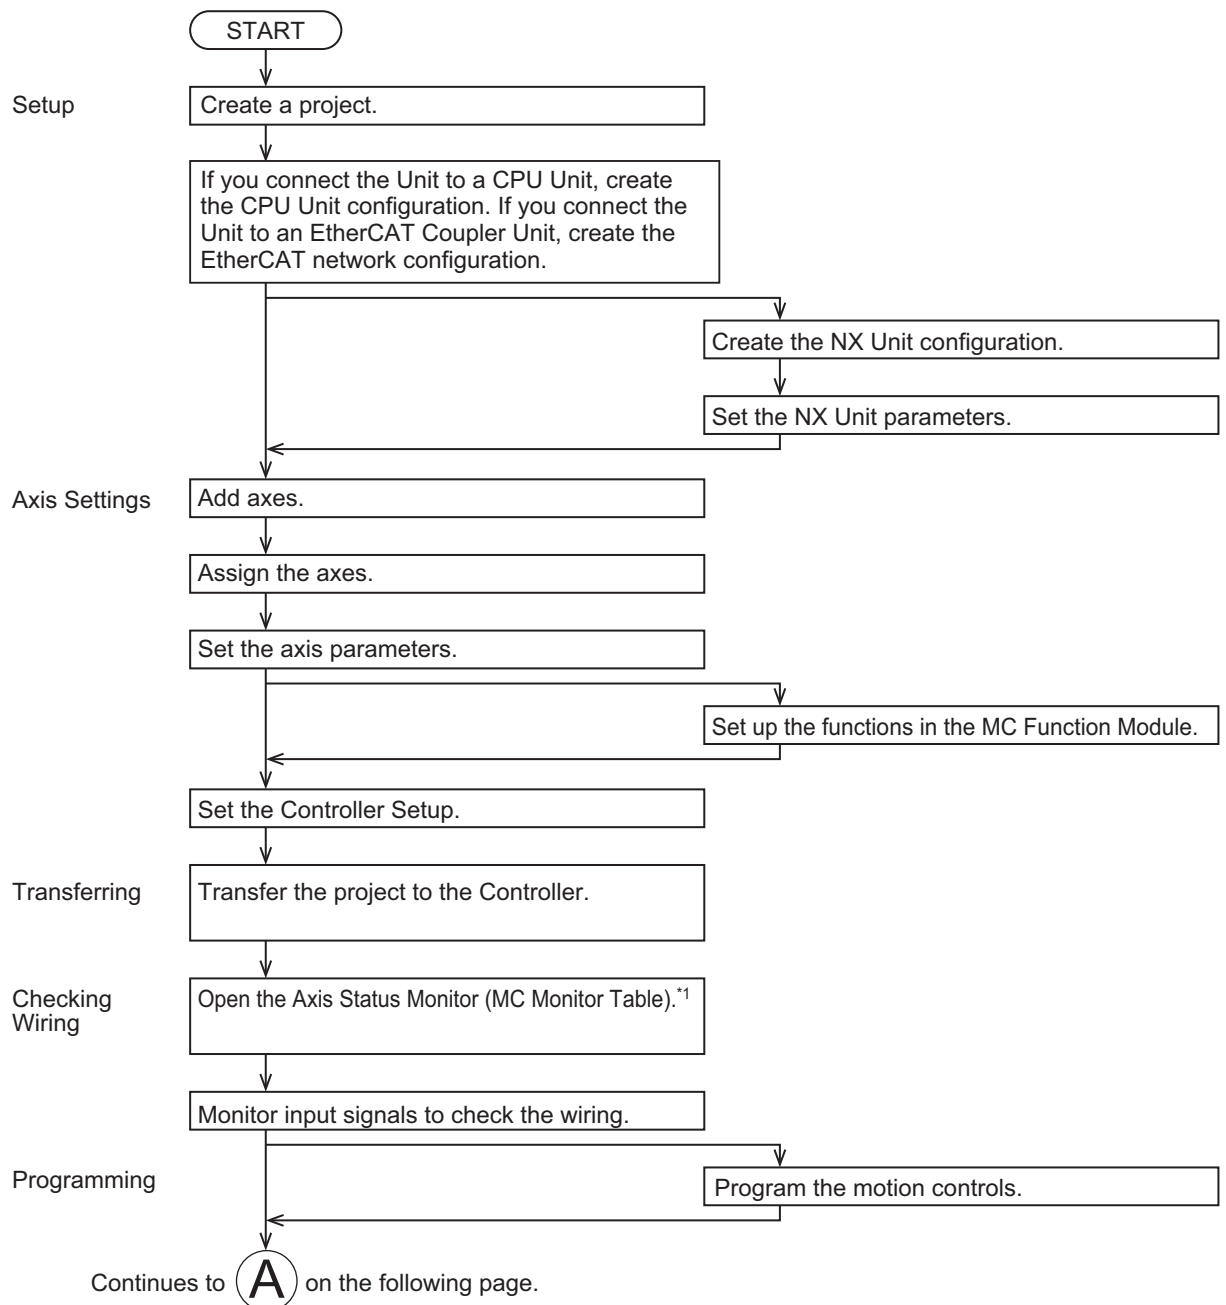 START
Setup
Create a project.
If you connect the Unit to a CPU Unit, create
the CPU Unit configuration. If you connect the
Unit to an EtherCAT Coupler Unit, create the
EtherCAT network configuration.
Create the NX Unit configuration.
Set the NX Unit parameters.
Axis Settings
Add axes.
Assign the axes.
Set the axis parameters.
Set up the functions in the MC Function Module.
Set the Controller Setup.
Transferring
Transfer the project to the Controller.
Checking
Wiring
Open the Axis Status Monitor (MC Monitor Table).*1
Monitor input signals to check the wiring.
Programming
Program the motion controls.
Continues to A on the following page.